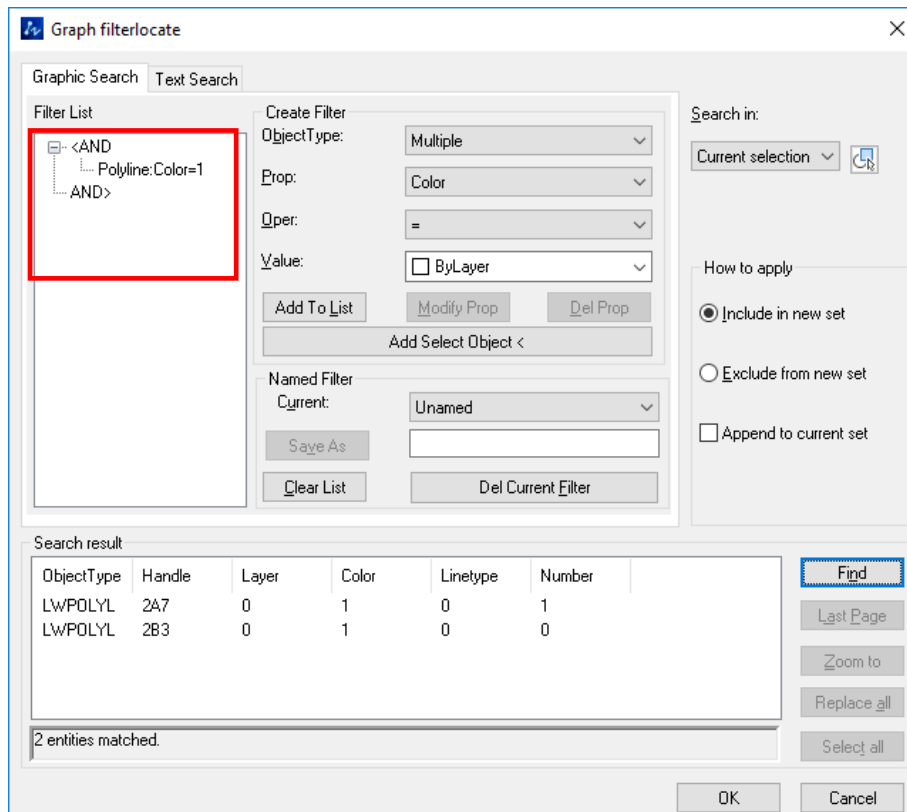 Graph filterlocate
Graphic Search
Text Search
Filter List
<AND
Polyline:Color=1
AND>
Create Filter
ObjectType:
Multiple
Prop:
Color
Oper:
=
Value:
ByLayer
Add To List
Modify Prop
Del Prop
Add Select Object <
Named Filter
Current:
Unamed
Save As
Clear List
Del Current Filter
Search in:
Current selection
How to apply
Include in new set
Exclude from new set
Append to current set
Search result
ObjectType Handle Layer Color Linetype Number
LWPOLYL 2A7 0 1 0 1
LWPOLYL 2B3 0 1 0 0
2 entities matched.
Find
Last Page
Zoom to
Replace all
Select all
OK
Cancel